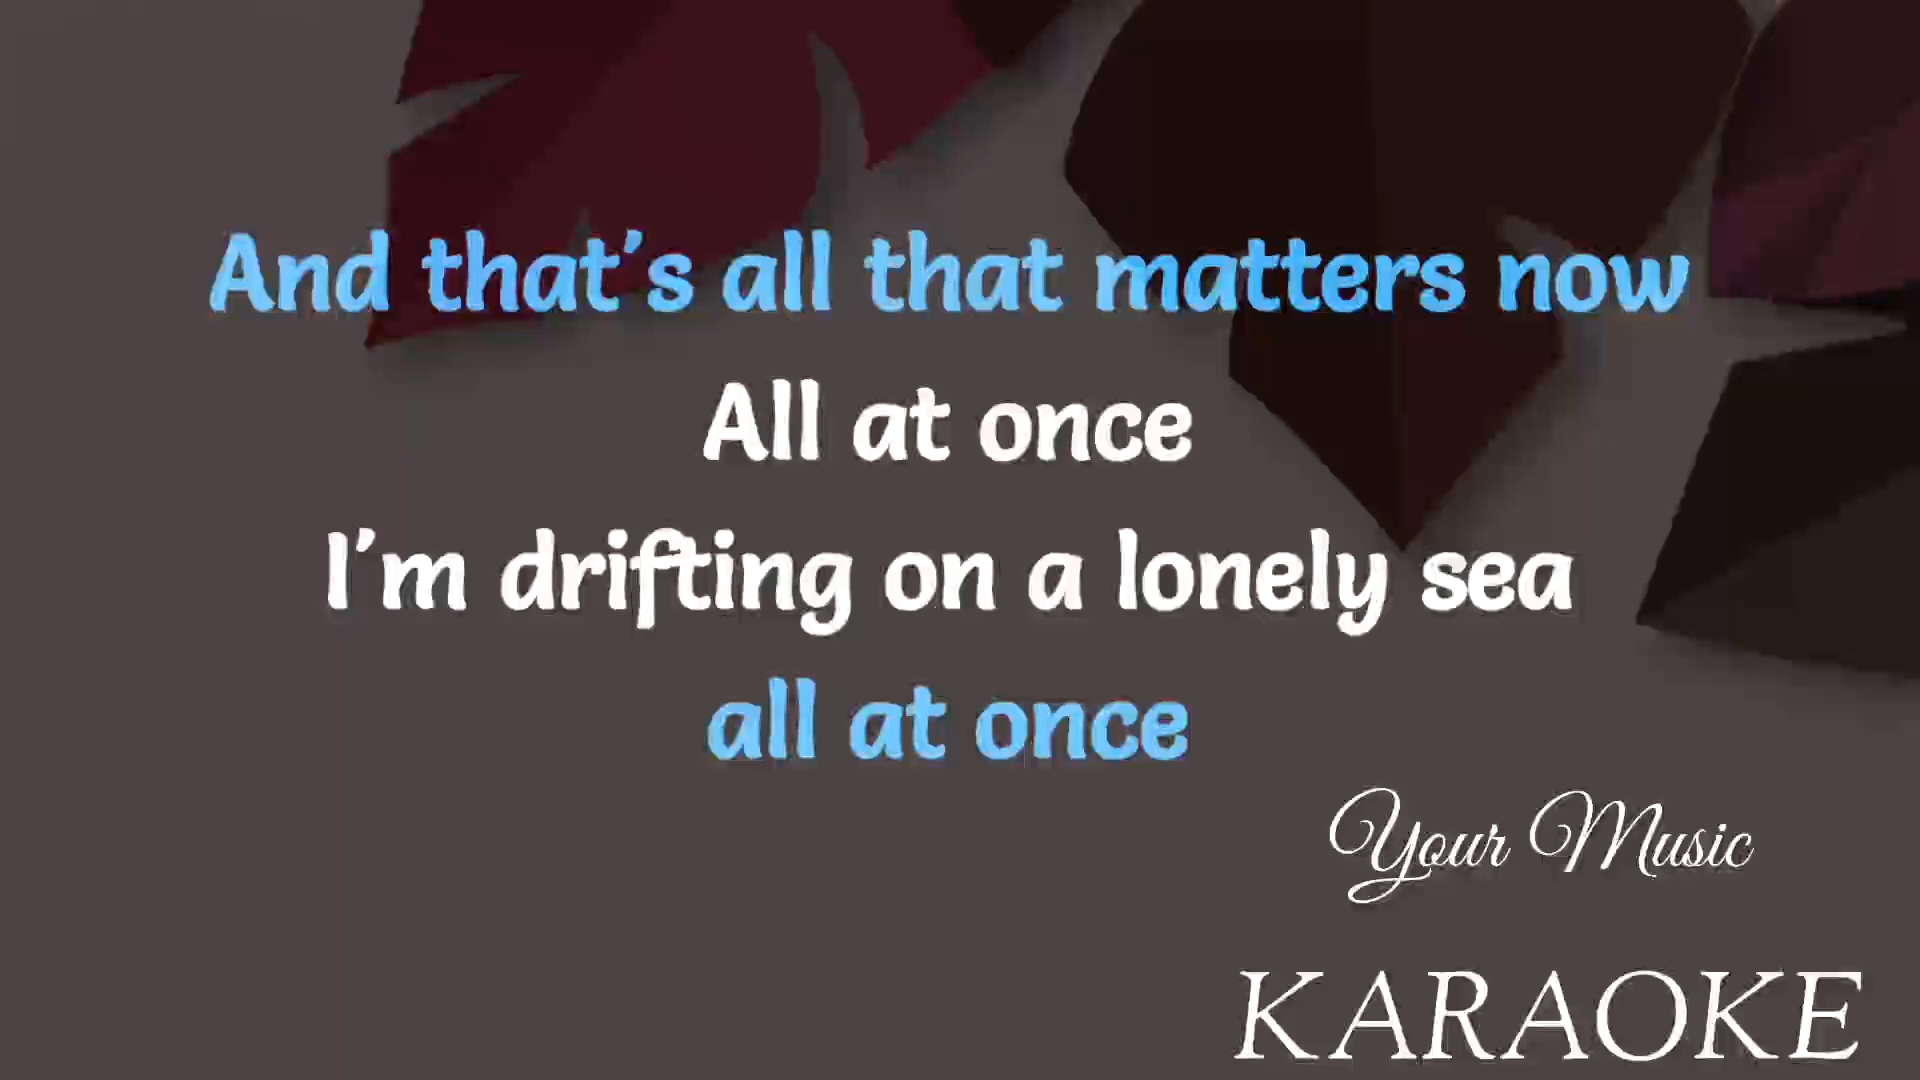 And that's all that matters now
All at once
I'm drifting on a lonely sea
all at once
Your Music
KARAOKE